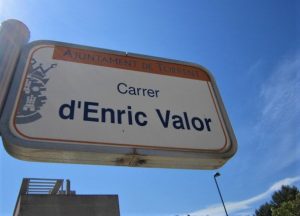 AJUNTAMENT DE TORRENT
Carrer
d'Enric Valor